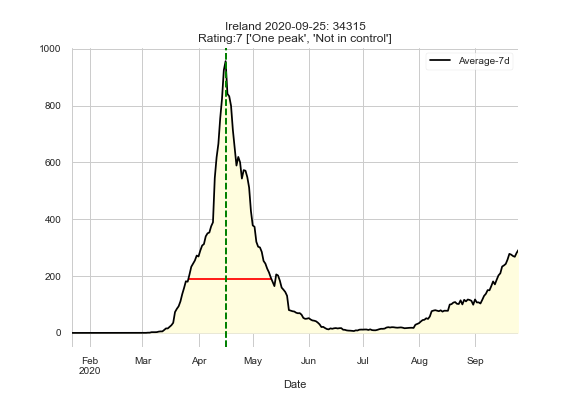 Ireland 2020-09-25: 34315
Rating:7 ['One peak', 'Not in control']
Average-7d
1000
800
600
400
200
0
Feb Mar Apr May Jun Jul Aug Sep
2020
Date